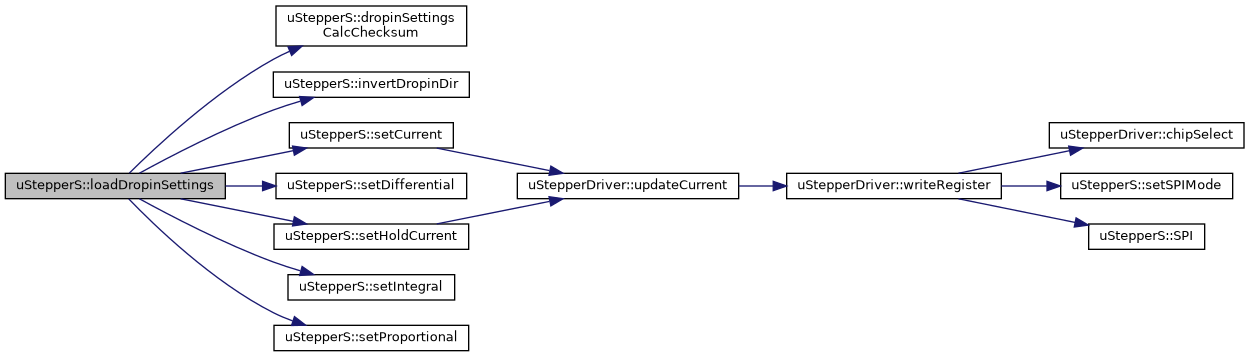 uStepperS::loadDropinSettings
uStepperS::dropinSettings
CalcChecksum
uStepperS::invertDropinDir
uStepperS::setCurrent
uStepperS::setDifferential
uStepperS::setHoldCurrent
uStepperS::setIntegral
uStepperS::setProportional
uStepperDriver::updateCurrent
uStepperDriver::writeRegister
uStepperDriver::chipSelect
uStepperS::setSPIMode
uStepperS::SPI